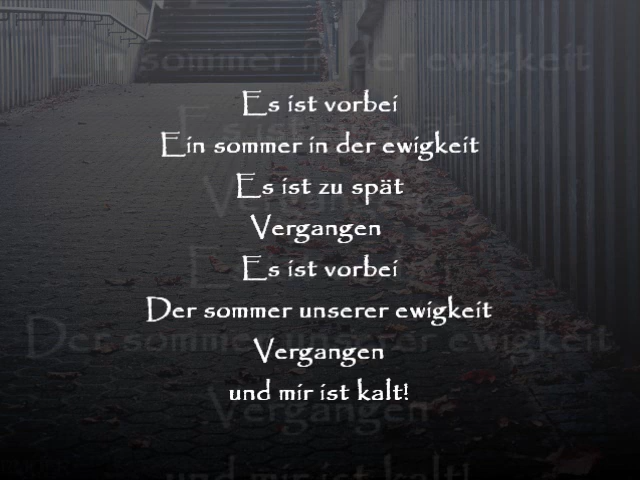 Es ist vorbei
Ein sommer in der ewigkeit
Es ist zu spät
Vergangen
Es ist vorbei
Der sommer unserer ewigkeit
Vergangen
und mir ist kalt!